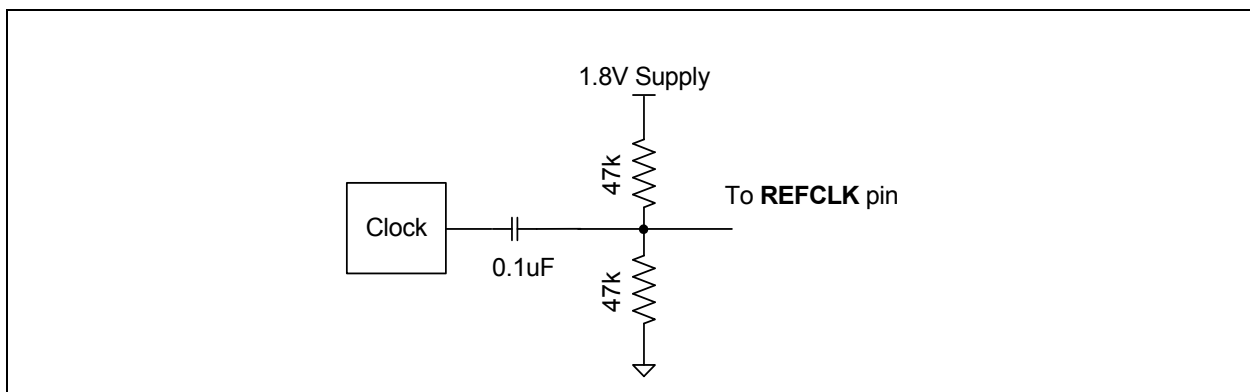 1.8V Supply
47k
To REFCLK pin
Clock
0.1uF
47k